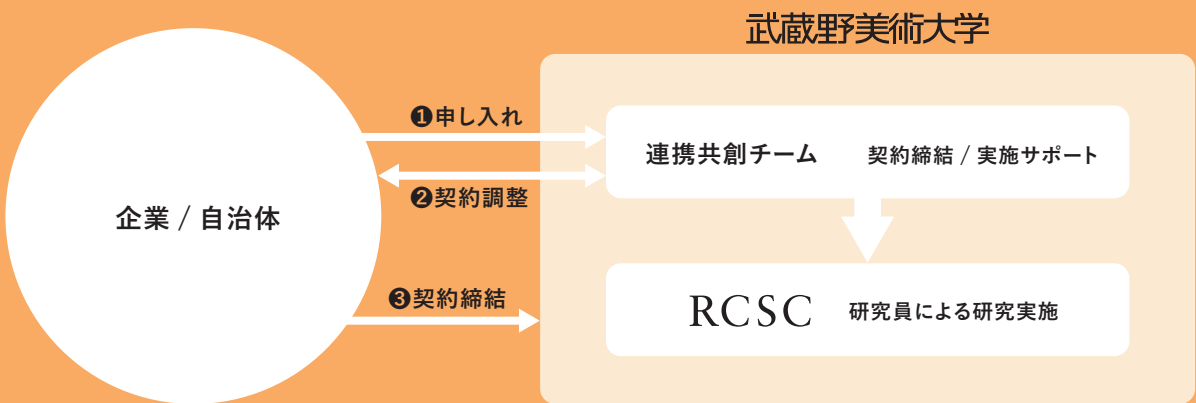 武蔵野美術大学
❶申し入れ
連携共創チーム 契約締結 / 実施サポート
❷契約調整
企業 / 自治体
❸契約締結
RCSC 研究員による研究実施